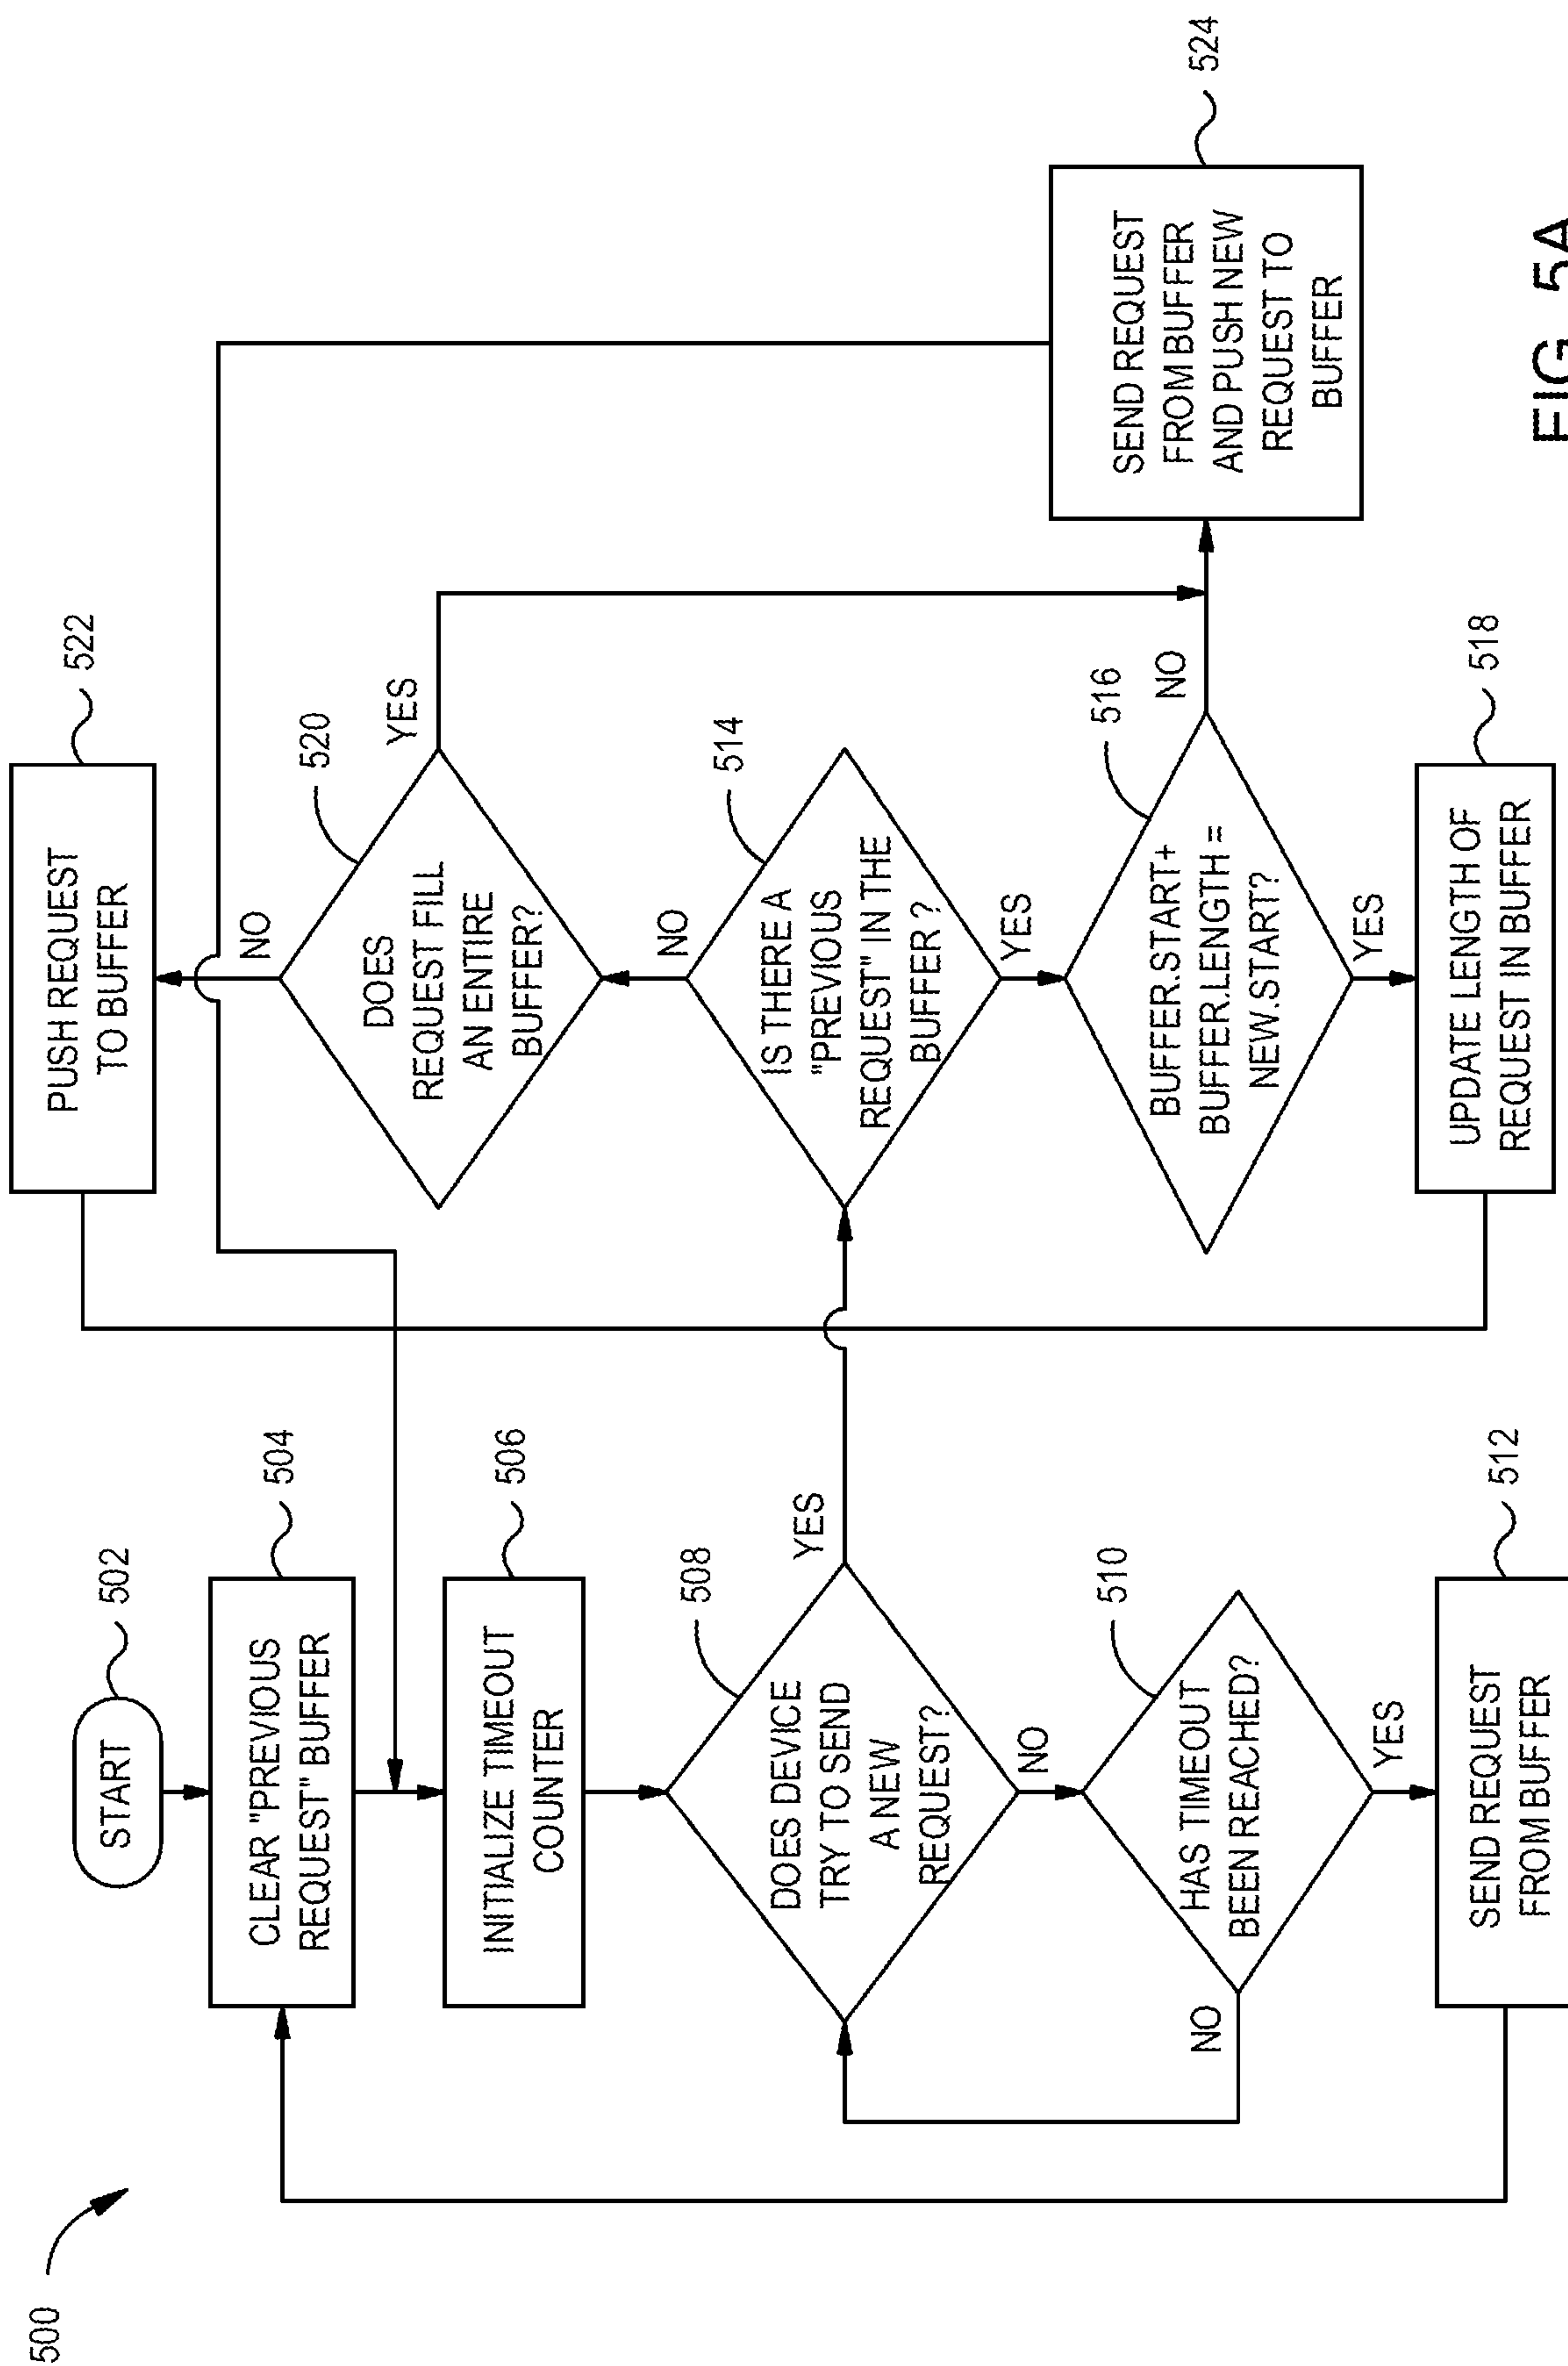 500
START
502
CLEAR "PREVIOUS
REQUEST" BUFFER
504
INITIALIZE TIMEOUT
COUNTER
506
DOES DEVICE
TRY TO SEND
A NEW
REQUEST?
508
YES
NO
HAS TIMEOUT
BEEN REACHED?
510
NO
YES
SEND REQUEST
FROM BUFFER
512
PUSH REQUEST
TO BUFFER
522
NO
DOES
REQUEST FILL
AN ENTIRE
BUFFER?
520
YES
NO
IS THERE A
"PREVIOUS
REQUEST" IN THE
BUFFER ?
514
YES
BUFFER.START+
BUFFER.LENGTH =
NEW.START?
516
NO
YES
UPDATE LENGTH OF
REQUEST IN BUFFER
518
SEND REQUEST
FROM BUFFER
AND PUSH NEW
REQUEST TO
BUFFER
524
FIG. 5A